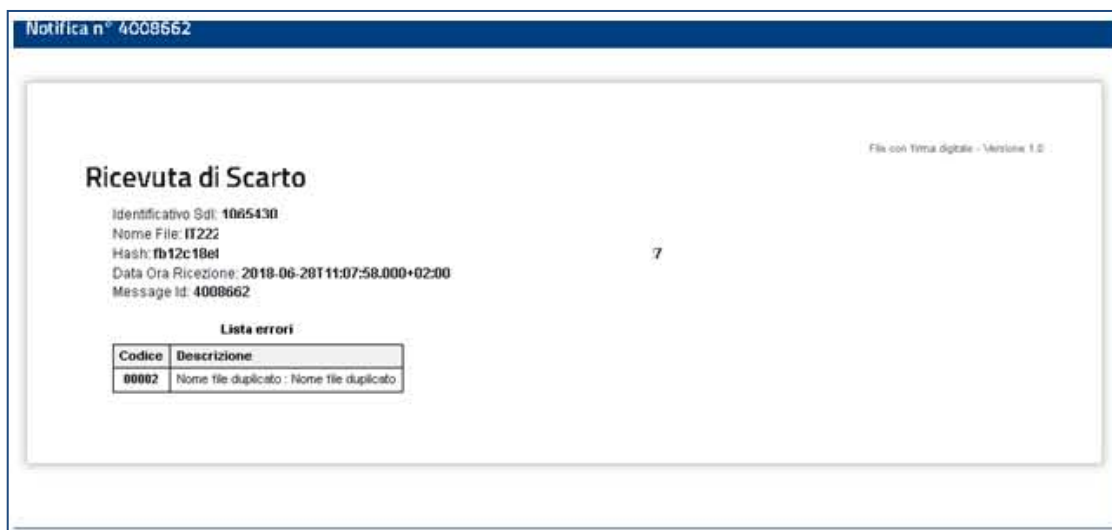 Notifica n° 4008662
File con firma digitale - Versione 1.0
Ricevuta di Scarto
Identificativo SdI: 1065430
Nome File: IT222
Hash: fb12c18ef 7
Data Ora Ricezione: 2018-06-28T11:07:58.000+02:00
Message Id: 4008662
Lista errori
Codice Descrizione
00002 Nome file duplicato : Nome file duplicato